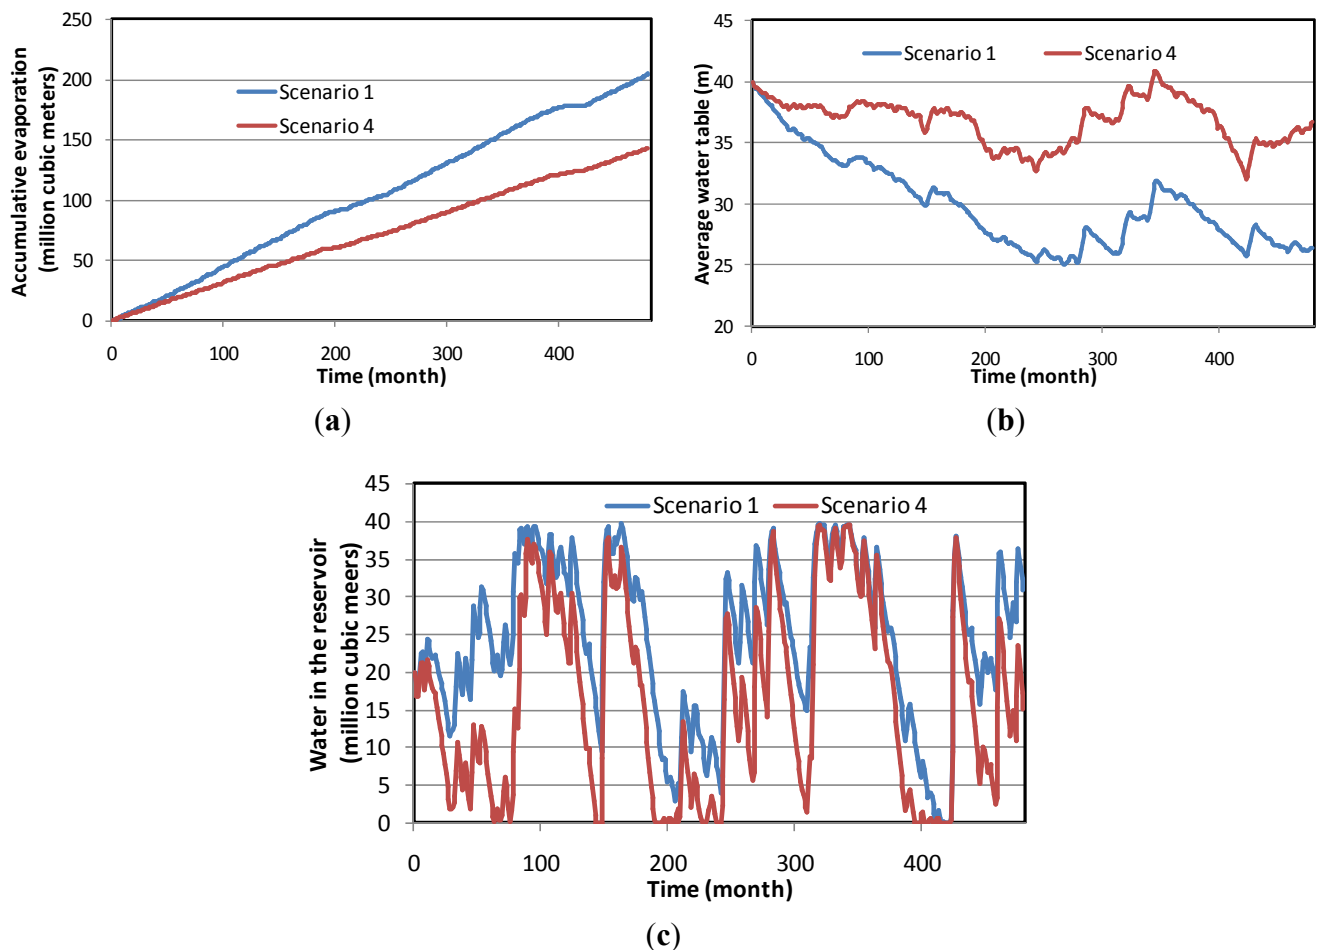 Accumulative evaporation
(million cubic meters)
250
200
150
100
50
0
Scenario 1
Scenario 4
0 100 200 300 400
Time (month)
(a)
Average water table (m)
45
40
35
30
25
20
Scenario 1 Scenario 4
0 100 200 300 400
Time (month)
(b)
Water in the reservoir
(million cubic meers)
45
40
35
30
25
20
15
10
5
0
Scenario 1 Scenario 4
0 100 200 300 400
Time (month)
(c)